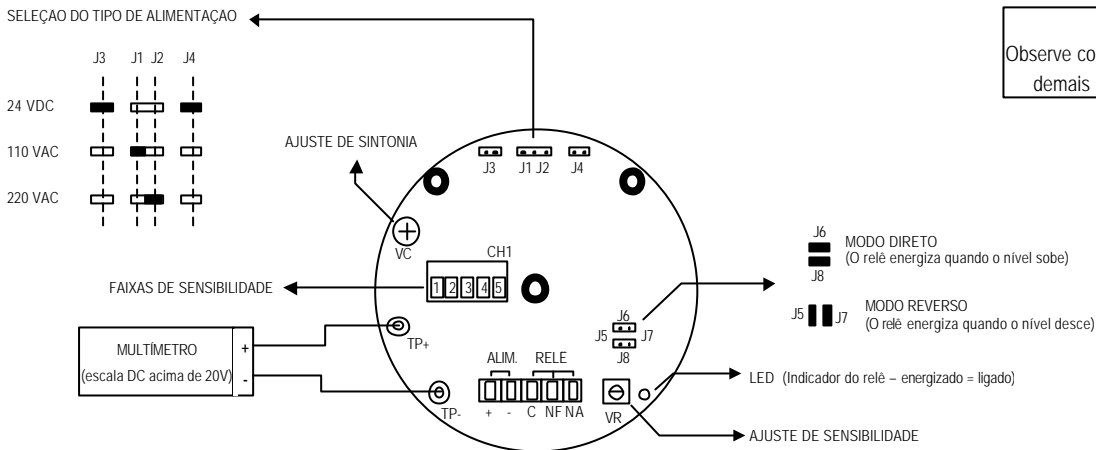 SELEÇÃO DO TIPO DE ALIMENTAÇÃO
J3 J1 J2 J4
24 VDC
110 VAC
220 VAC
Observe co
demais
AJUSTE DE SINTONIA
J3 J1 J2 J4
VC
CH1
1 2 3 4 5
FAIXAS DE SENSIBILIDADE
J6
MODO DIRETO
(O relê energiza quando o nível sobe)
J8
J5 J7
MODO REVERSO
(O relê energiza quando o nível desce)
MULTÍMETRO
(escala DC acima de 20V)
+
-
TP+
TP-
J6
J5 J7
J8
ALIM. RELE
+ - C NF NA
VR
LED (Indicador do relê – energizado = ligado)
AJUSTE DE SENSIBILIDADE